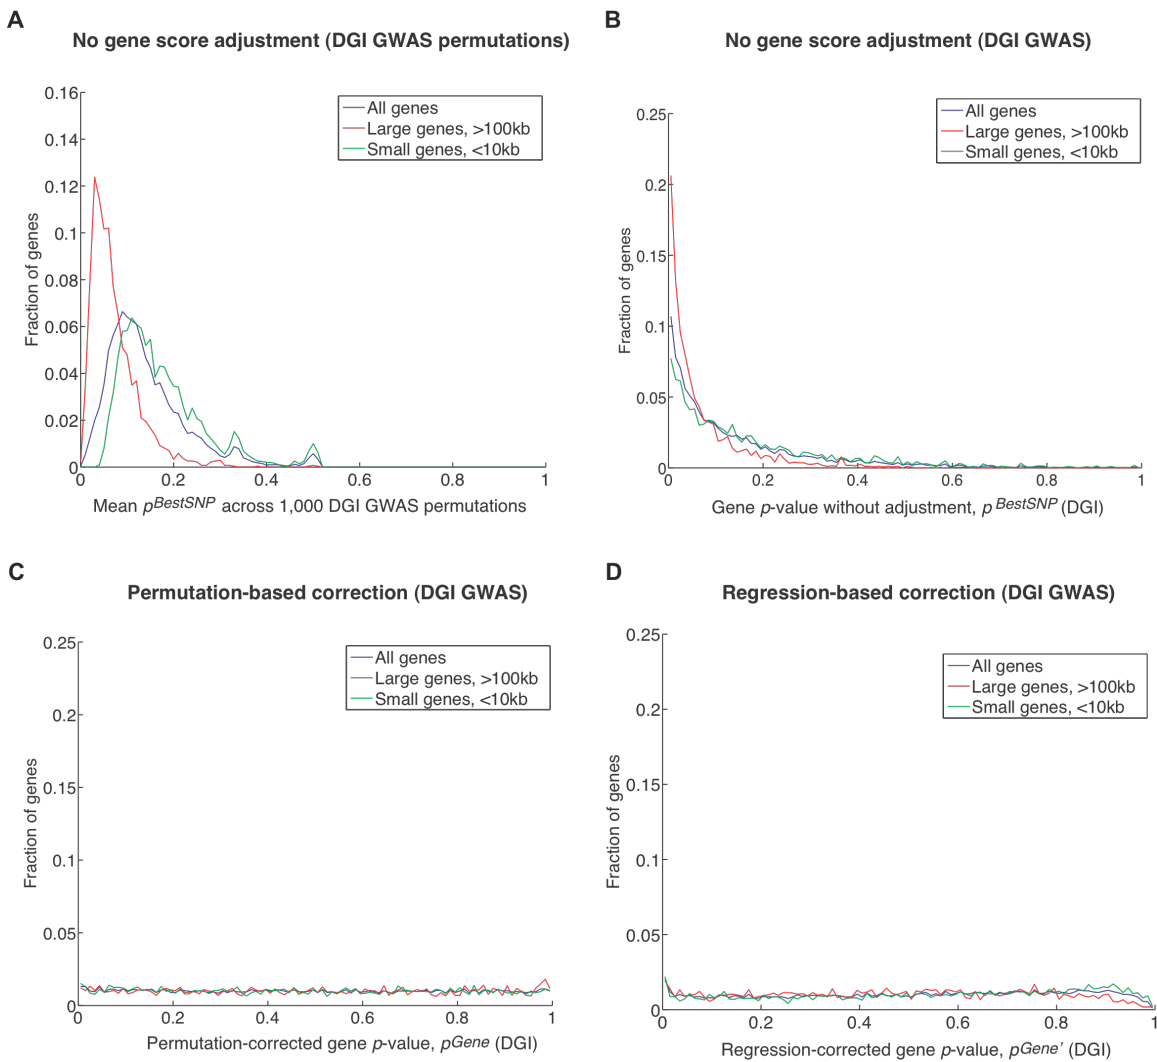 A
No gene score adjustment (DGI GWAS permutations)
0.16
0.14
0.12
0.1
0.08
0.06
0.04
0.02
0
Fraction of genes
All genes
Large genes, >100kb
Small genes, <10kb
0 0.2 0.4 0.6 0.8 1
Mean pBestSNP across 1,000 DGI GWAS permutations
B
No gene score adjustment (DGI GWAS)
0.25
0.2
0.15
0.1
0.05
0
Fraction of genes
All genes
Large genes, >100kb
Small genes, <10kb
0 0.2 0.4 0.6 0.8 1
Gene p-value without adjustment, p BestSNP (DGI)
C
Permutation-based correction (DGI GWAS)
0.25
0.2
0.15
0.1
0.05
0
Fraction of genes
All genes
Large genes, >100kb
Small genes, <10kb
0 0.2 0.4 0.6 0.8 1
Permutation-corrected gene p-value, pGene (DGI)
D
Regression-based correction (DGI GWAS)
0.25
0.2
0.15
0.1
0.05
0
Fraction of genes
All genes
Large genes, >100kb
Small genes, <10kb
0 0.2 0.4 0.6 0.8 1
Regression-corrected gene p-value, pGene’ (DGI)